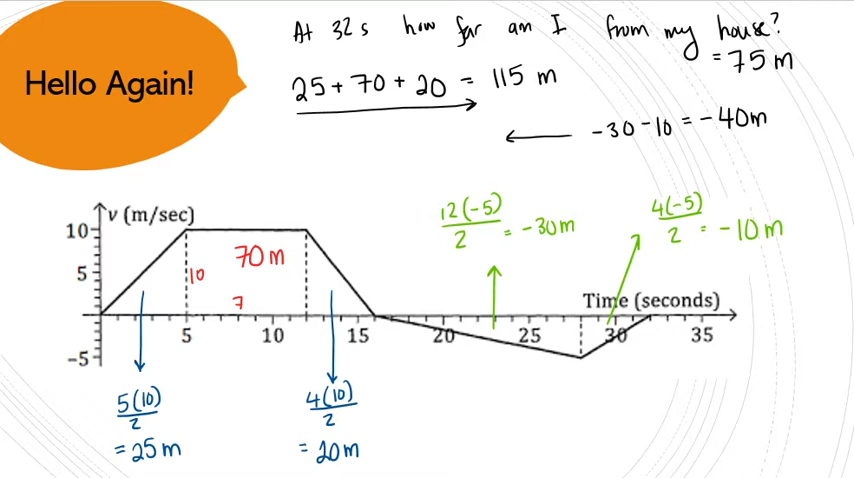 Hello Again!
At 32s how far am I from my house?
= 75 m
25 + 70 + 20 = 115 m
-30 - 10 = -40m
v (m/sec)
10
5
-5
70 m
10
7
12(-5)
2
= -30m
4(-5)
2
= -10m
Time (seconds)
5
10
15
20
25
30
35
5(10)
2
= 25 m
4(10)
2
= 20m